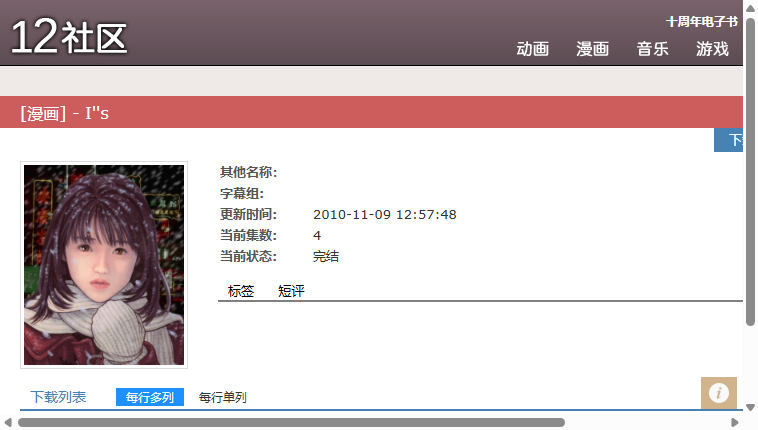 12社区
十周年电子书
动画 漫画 音乐 游戏
[漫画] - I"s
其他名称:
字幕组:
更新时间: 2010-11-09 12:57:48
当前集数: 4
当前状态: 完结
标签 短评
下载列表 每行多列 每行单列